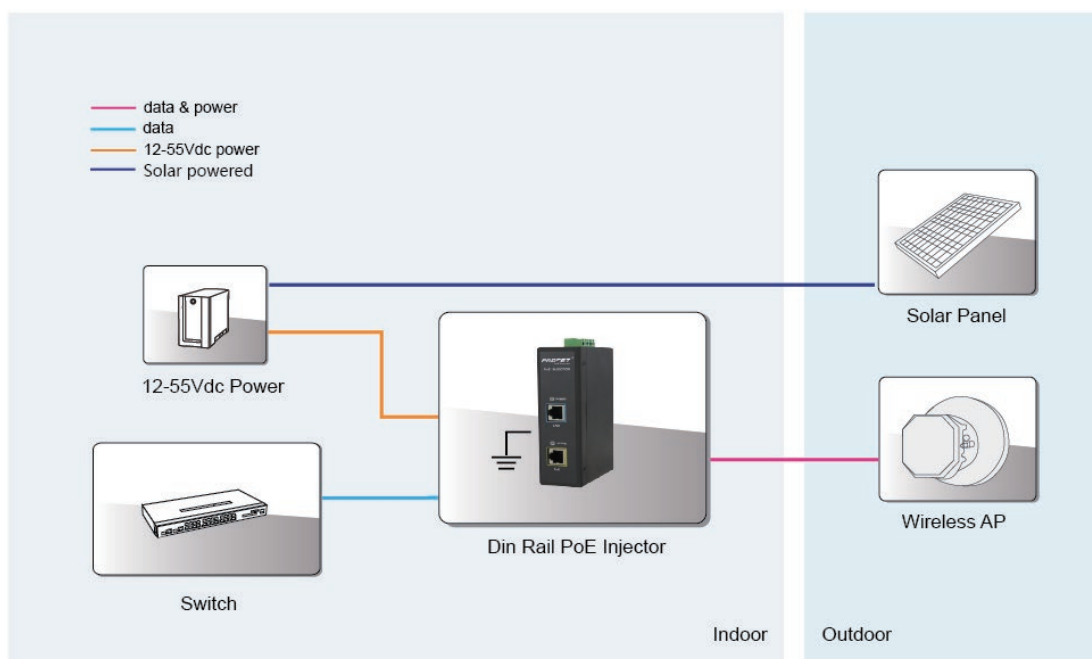 data & power
data
12-55Vdc power
Solar powered
Solar Panel
12-55Vdc Power
Din Rail PoE Injector
Wireless AP
Switch
Indoor
Outdoor